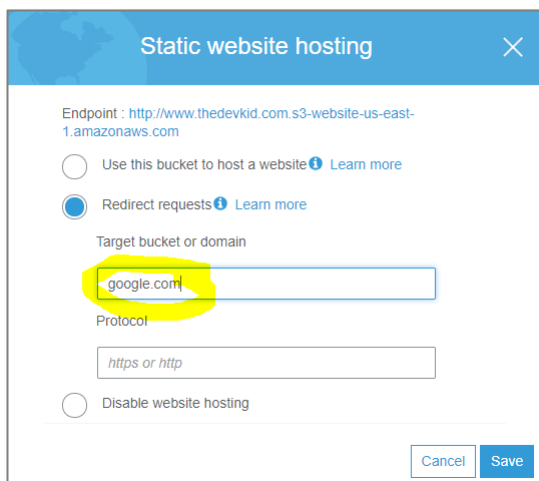 Static website hosting
Endpoint : http://www.thedevkid.com.s3-website-us-east-
1.amazonaws.com
Use this bucket to host a website Learn more
Redirect requests Learn more
Target bucket or domain
google.com
Protocol
https or http
Disable website hosting
Cancel Save